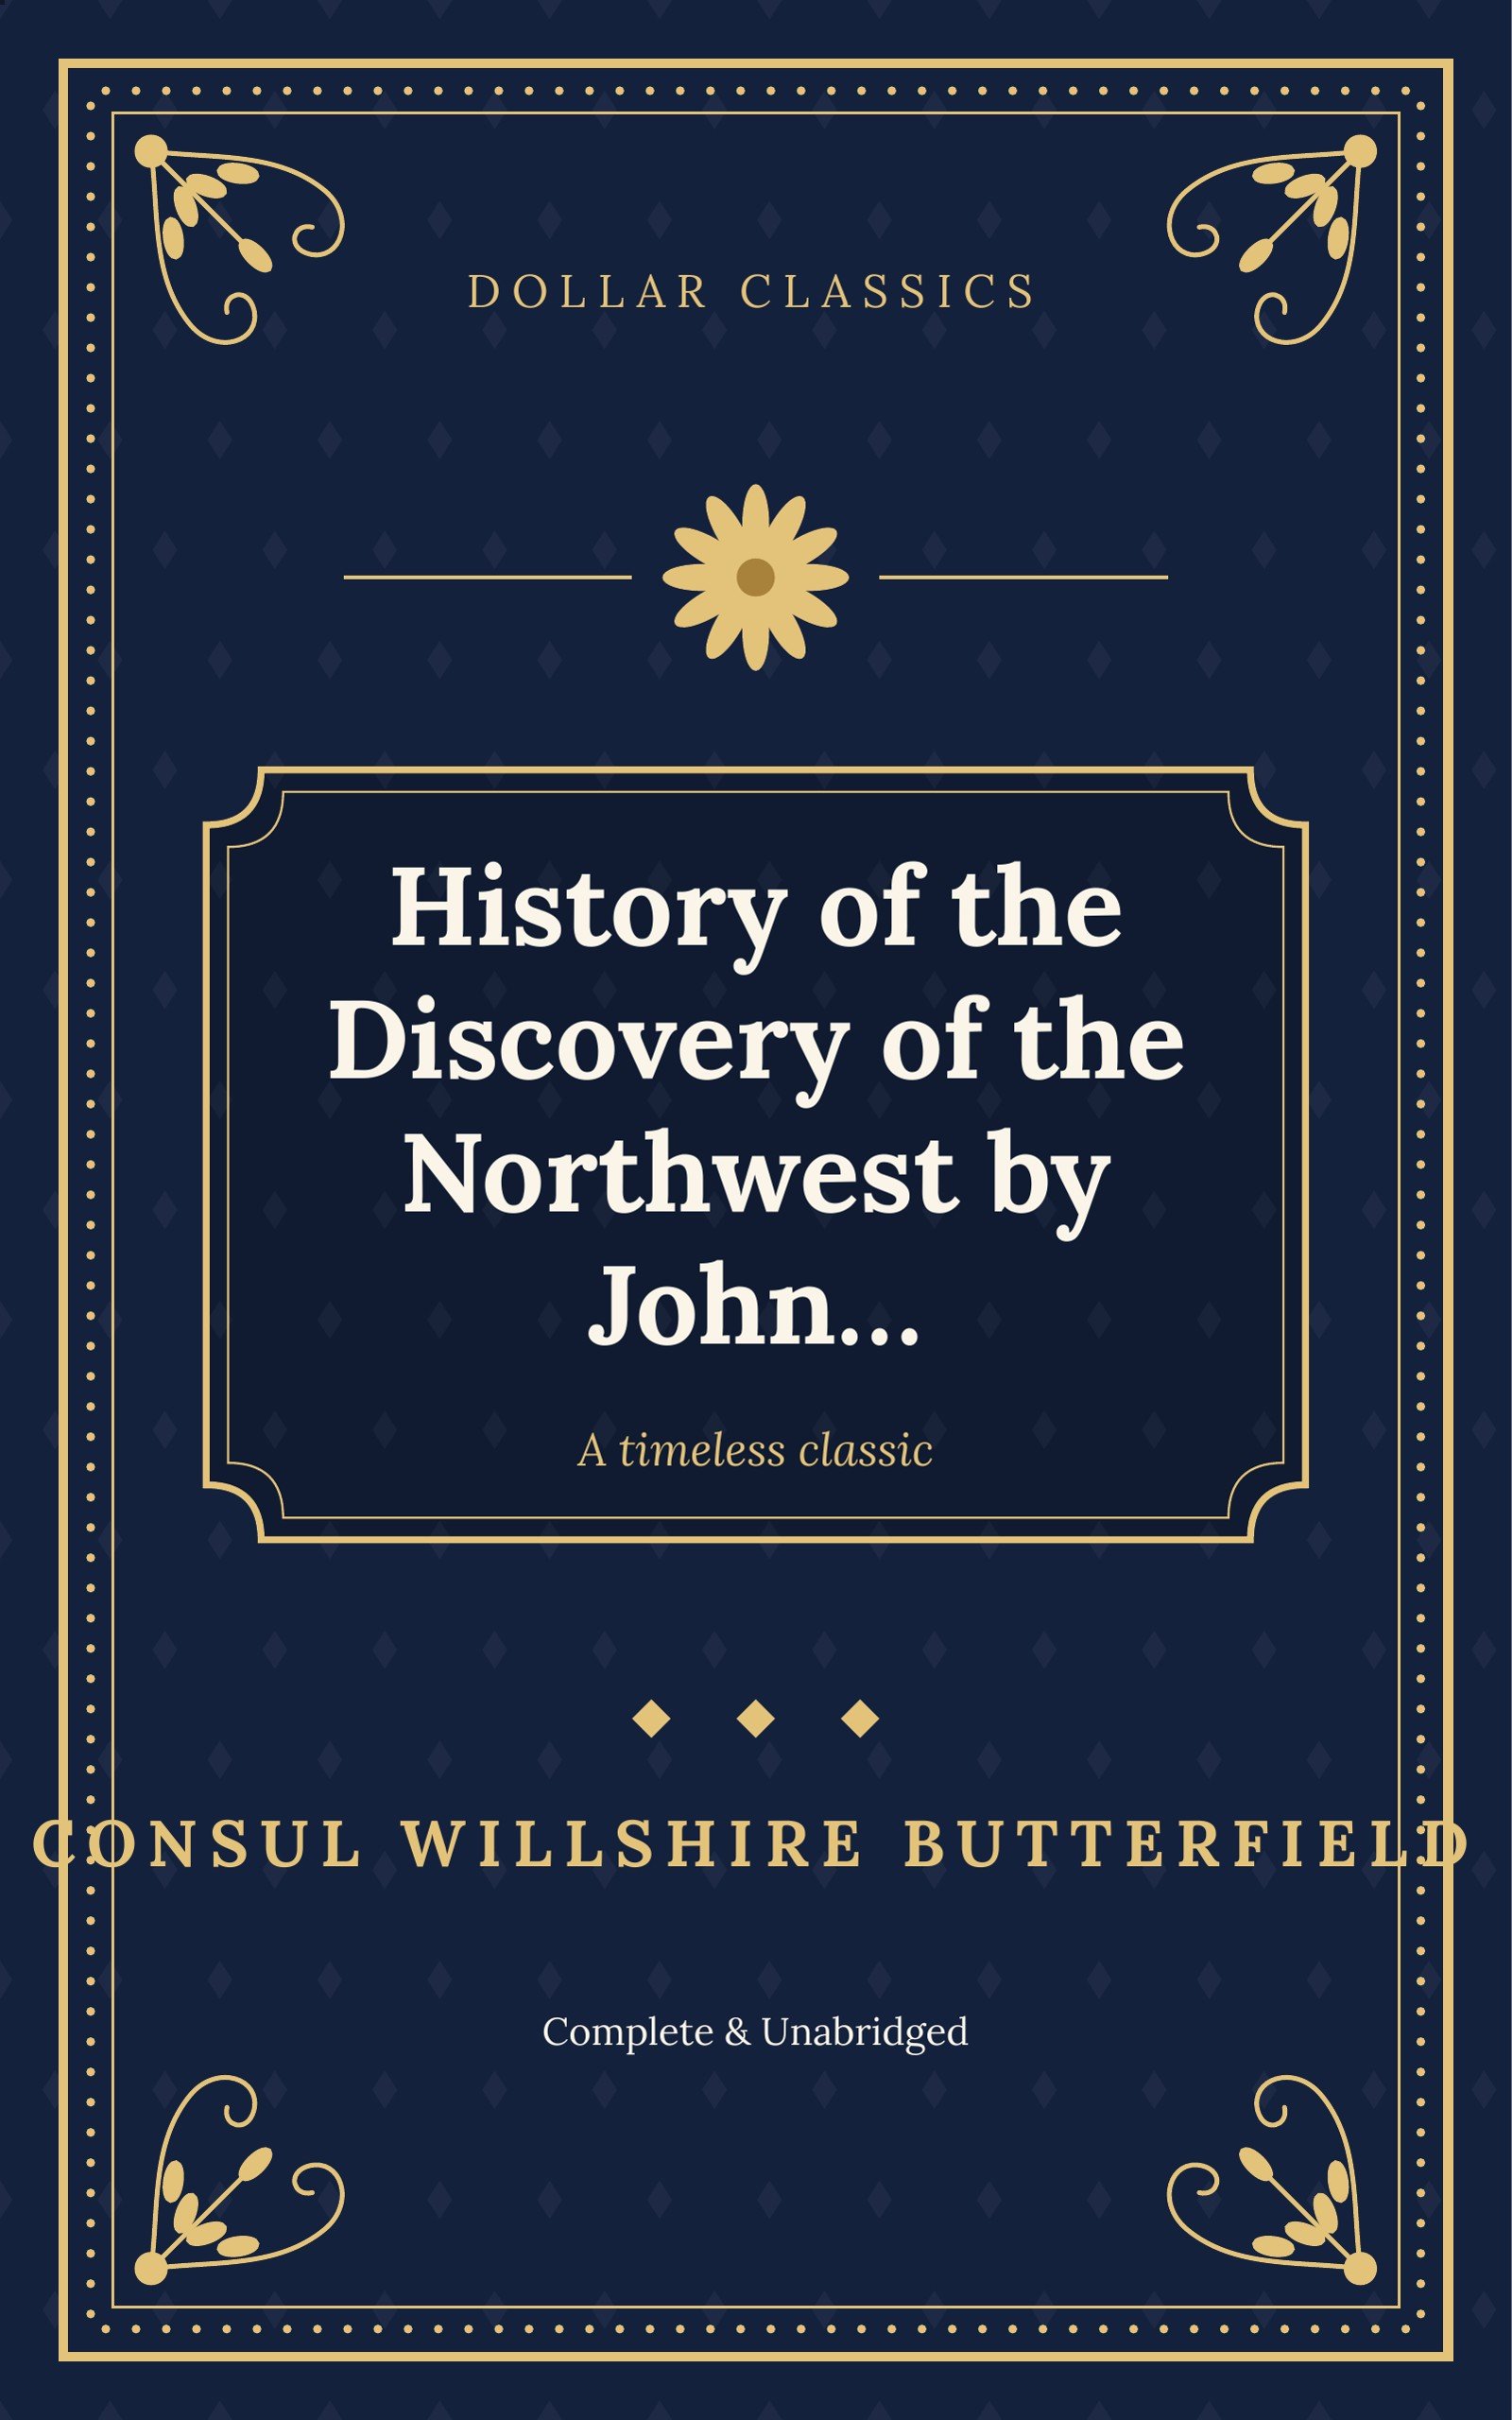 DOLLAR CLASSICS
History of the
Discovery of the
Northwest by
John...
A timeless classic
CONSUL WILLSHIRE BUTTERFIELD
Complete & Unabridged